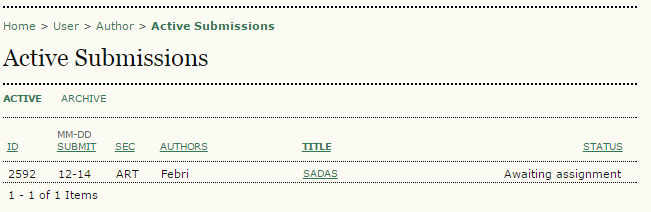 Home > User > Author > Active Submissions
Active Submissions
ACTIVE ARCHIVE
MM-DD
ID SUBMIT SEC AUTHORS TITLE STATUS
2592 12-14 ART Febri SADAS Awaiting assignment
1 - 1 of 1 Items